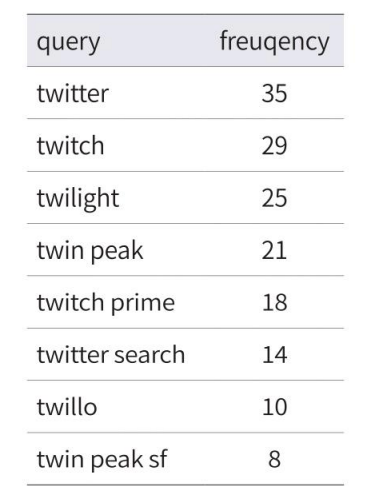 query freuqency
twitter 35
twitch 29
twilight 25
twin peak 21
twitch prime 18
twitter search 14
twillo 10
twin peak sf 8